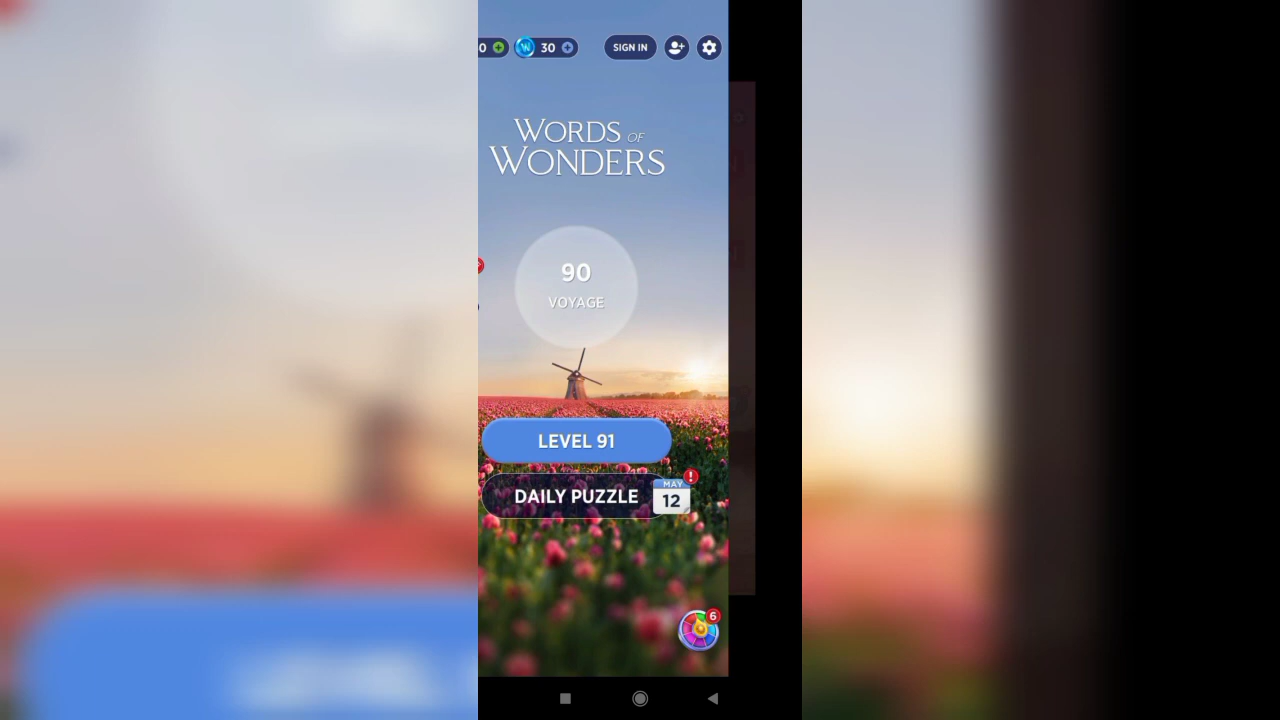 0 30 SIGN IN
WORDS OF
WONDERS
90
VOYAGE
LEVEL 91
DAILY PUZZLE
MAY
12
6